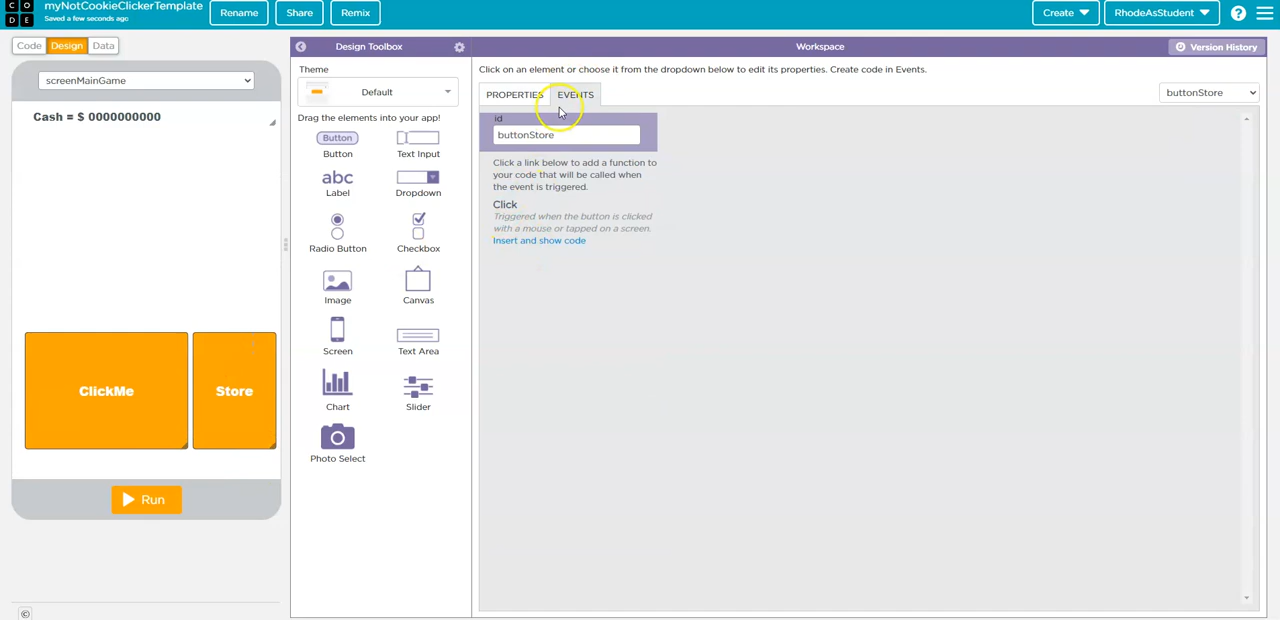 CO
DE
myNotCookieClickerTemplate
Saved a few seconds ago
Rename
Share
Remix
Create
RhodeAsStudent
?
Code
Design
Data
Design Toolbox
Workspace
Version History
screenMainGame
Cash = $ 0000000000
ClickMe
Store
Run
©
Theme
Default
Drag the elements into your app!
Button
Button
Text Input
abc
Label
Dropdown
Radio Button
Checkbox
Image
Canvas
Screen
Text Area
Chart
Slider
Photo Select
Click on an element or choose it from the dropdown below to edit its properties. Create code in Events.
PROPERTIES
EVENTS
buttonStore
id
buttonStore
Click a link below to add a function to
your code that will be called when
the event is triggered.
Click
Triggered when the button is clicked
with a mouse or tapped on a screen.
Insert and show code